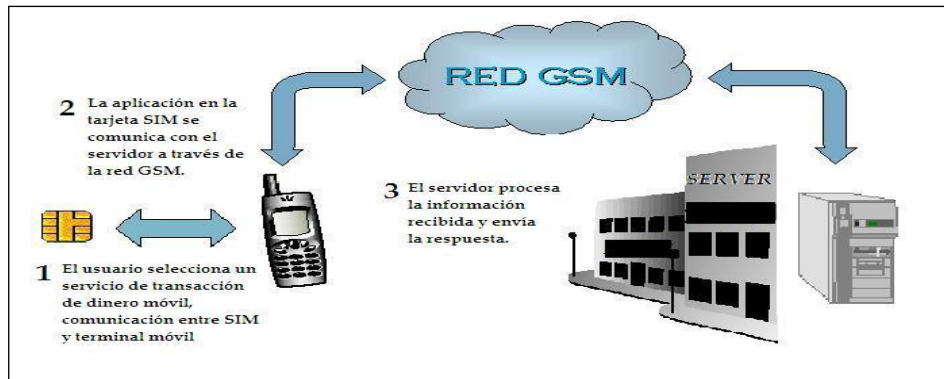 RED GSM
2 La aplicación en la
tarjeta SIM se
comunica con el
servidor a través de
la red GSM.
3 El servidor procesa
la información
recibida y envía
la respuesta.
SERVER
1 El usuario selecciona un
servicio de transacción
de dinero móvil,
comunicación entre SIM
y terminal móvil